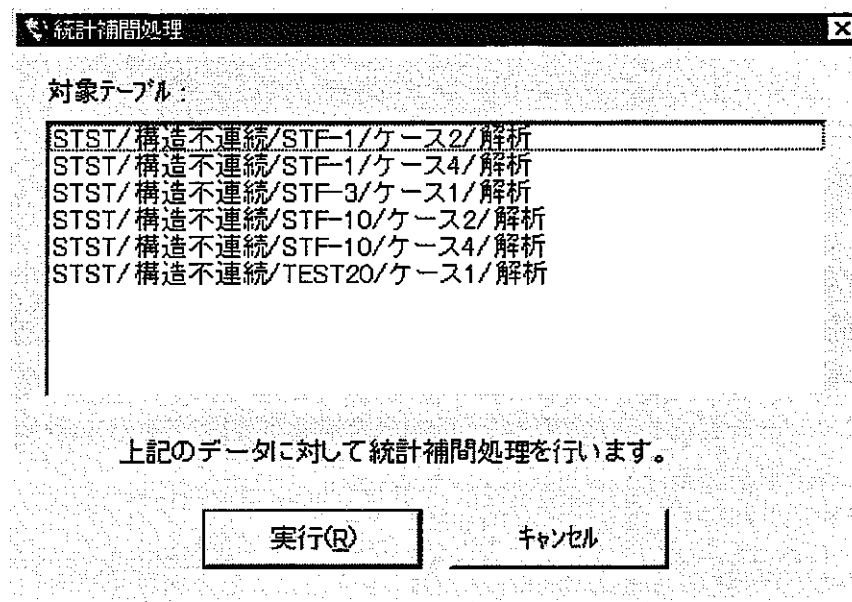 統計補間処理
対象テーブル :
STST/構造不連続/STF-1/ケース2/解析
STST/構造不連続/STF-1/ケース4/解析
STST/構造不連続/STF-3/ケース1/解析
STST/構造不連続/STF-10/ケース2/解析
STST/構造不連続/STF-10/ケース4/解析
STST/構造不連続/TEST20/ケース1/解析
上記のデータに対して統計補間処理を行います。
実行(R) キャンセル